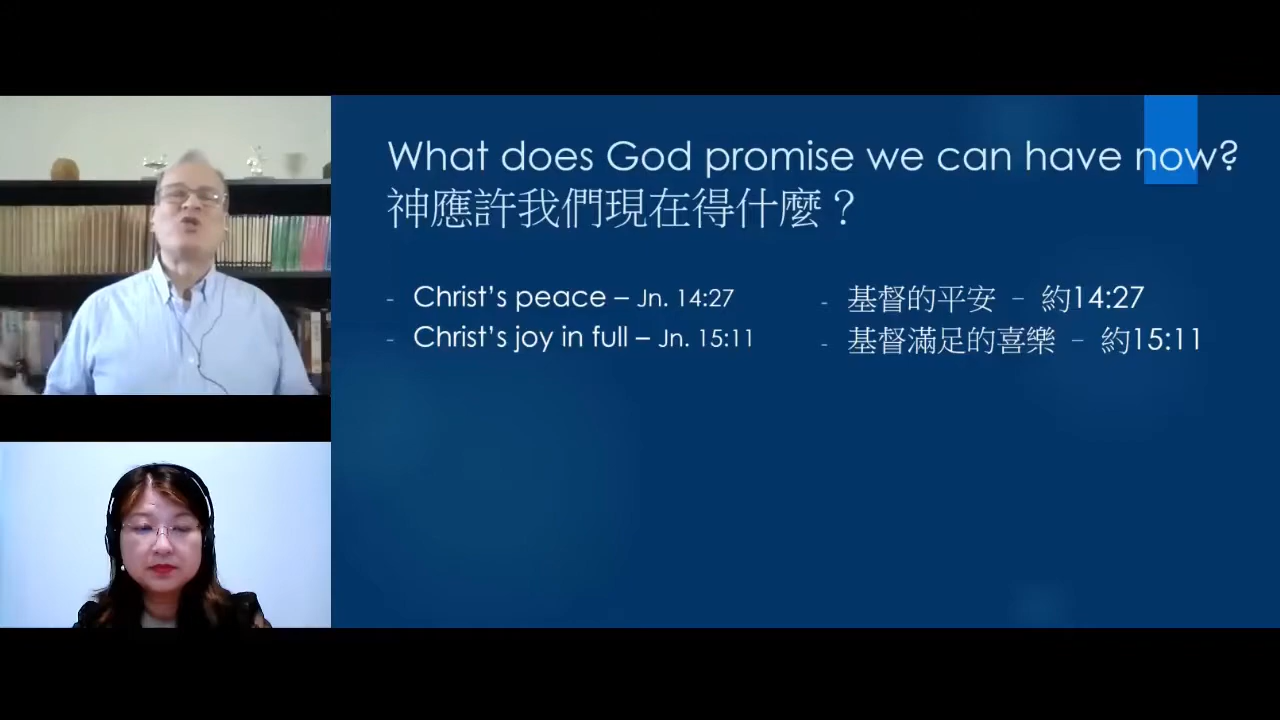 What does God promise we can have now?
神應許我們現在得什麼？
- Christ's peace – Jn. 14:27
- Christ's joy in full – Jn. 15:11
- 基督的平安 – 約14:27
- 基督滿足的喜樂 – 約15:11